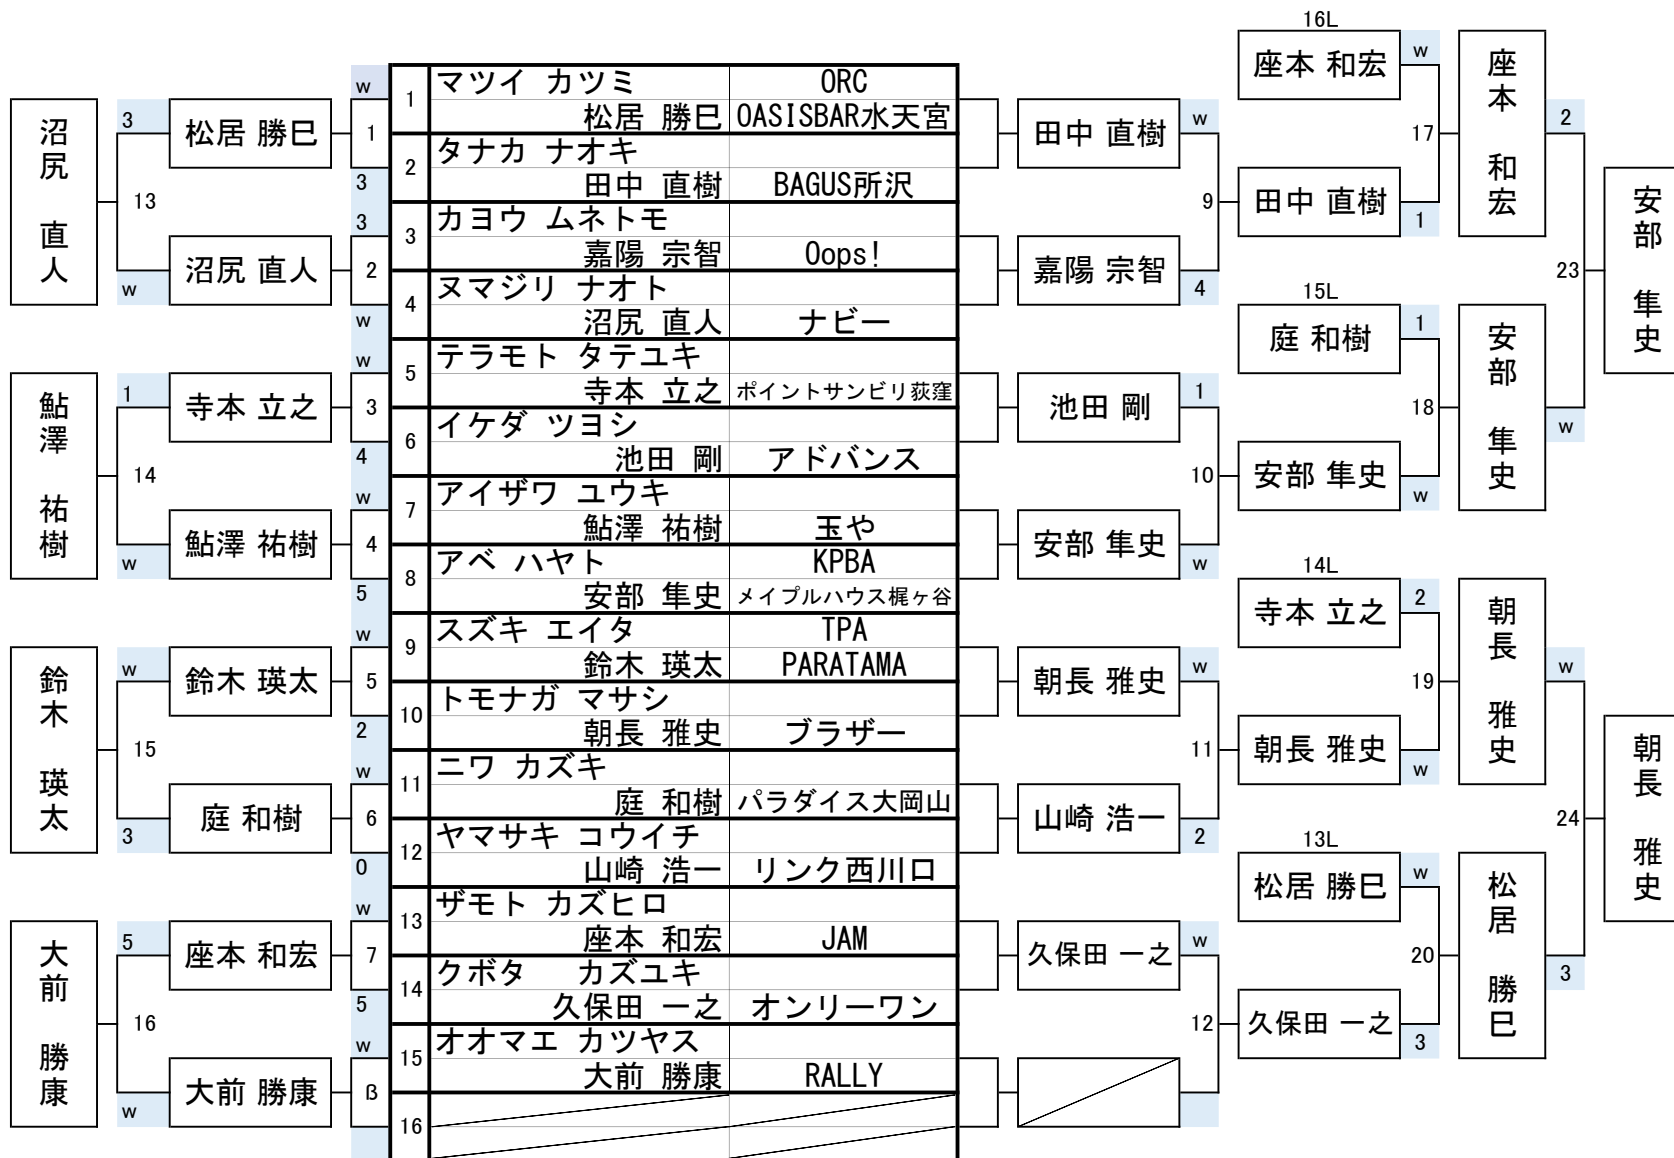 16L
座本 和宏 w
17
田中 直樹 1
座本 和宏 2
15L
庭 和樹 1
18
安部 隼史 w
安部 隼史 w
23
安部 隼史
14L
寺本 立之 2
19
朝長 雅史 w
朝長 雅史 w
13L
松居 勝巳 w
20
久保田 一之 3
松居 勝巳 3
24
朝長 雅史
沼尻 直人
3 松居 勝巳
13
w 沼尻 直人
鮎澤 祐樹
1 寺本 立之
14
w 鮎澤 祐樹
鈴木 瑛太
w 鈴木 瑛太
15
3 庭 和樹
大前 勝康
5 座本 和宏
16
w 大前 勝康
w
1
3
3
2
w
w
3
4
w
4
5
w
5
2
w
6
0
w
7
5
w
ß
1 マツイ カツミ ORC
松居 勝巳 OASISBAR水天宮
2 タナカ ナオキ
田中 直樹 BAGUS所沢
3 カヨウ ムネトモ
嘉陽 宗智 Oops!
4 ヌマジリ ナオト
沼尻 直人 ナビー
5 テラモト タテユキ
寺本 立之 ポイントサンビリ荻窪
6 イケダ ツヨシ
池田 剛 アドバンス
7 アイザワ ユウキ
鮎澤 祐樹 玉や
8 アベ ハヤト KPBA
安部 隼史 メイプルハウス梶ヶ谷
9 スズキ エイタ TPA
鈴木 瑛太 PARATAMA
10 トモナガ マサシ
朝長 雅史 ブラザー
11 ニワ カズキ
庭 和樹 パラダイス大岡山
12 ヤマサキ コウイチ
山崎 浩一 リンク西川口
13 ザモト カズヒロ
座本 和宏 JAM
14 クボタ カズユキ
久保田 一之 オンリーワン
15 オオマエ カツヤス
大前 勝康 RALLY
16
田中 直樹 w
9
嘉陽 宗智 4
池田 剛 1
10
安部 隼史 w
朝長 雅史 w
11
山崎 浩一 2
久保田 一之 w
12